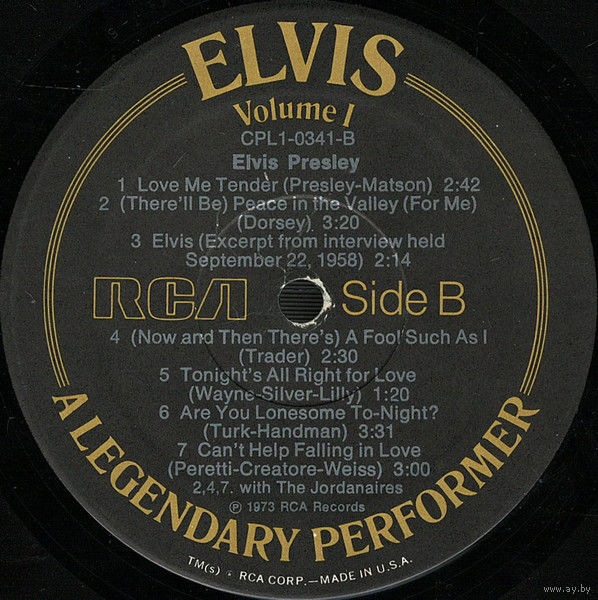 ELVIS
Volume I
CPL1-0341-B
Elvis Presley
1 Love Me Tender (Presley-Matson) 2:42
2 (There'll Be) Peace in the Valley (For Me)
(Dorsey) 3:20
3 Elvis (Excerpt from interview held
September 22, 1958) 2:14
RCA Side B
4 (Now and Then There's) A Fool Such As I
(Trader) 2:30
5 Tonight's All Right for Love
(Wayne-Silver-Lilly) 1:20
6 Are You Lonesome To-Night?
(Turk-Handman) 3:31
7 Can't Help Falling in Love
(Peretti-Creatore-Weiss) 3:00
2,4,7. with The Jordanaires
℗ 1973 RCA Records
A LEGENDARY PERFORMER
TM(s) ® RCA CORP.—MADE IN U.S.A.
www.ay.by